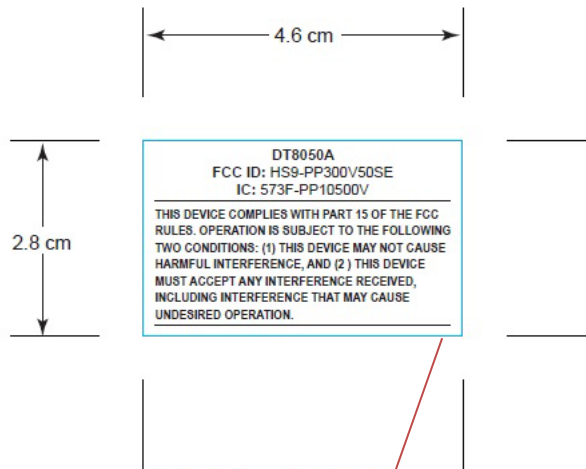 4.6 cm
DT8050A
FCC ID: HS9-PP300V50SE
IC: 573F-PP10500V
2.8 cm
THIS DEVICE COMPLIES WITH PART 15 OF THE FCC
RULES. OPERATION IS SUBJECT TO THE FOLLOWING
TWO CONDITIONS: (1) THIS DEVICE MAY NOT CAUSE
HARMFUL INTERFERENCE, AND (2 ) THIS DEVICE
MUST ACCEPT ANY INTERFERENCE RECEIVED,
INCLUDING INTERFERENCE THAT MAY CAUSE
UNDESIRED OPERATION.